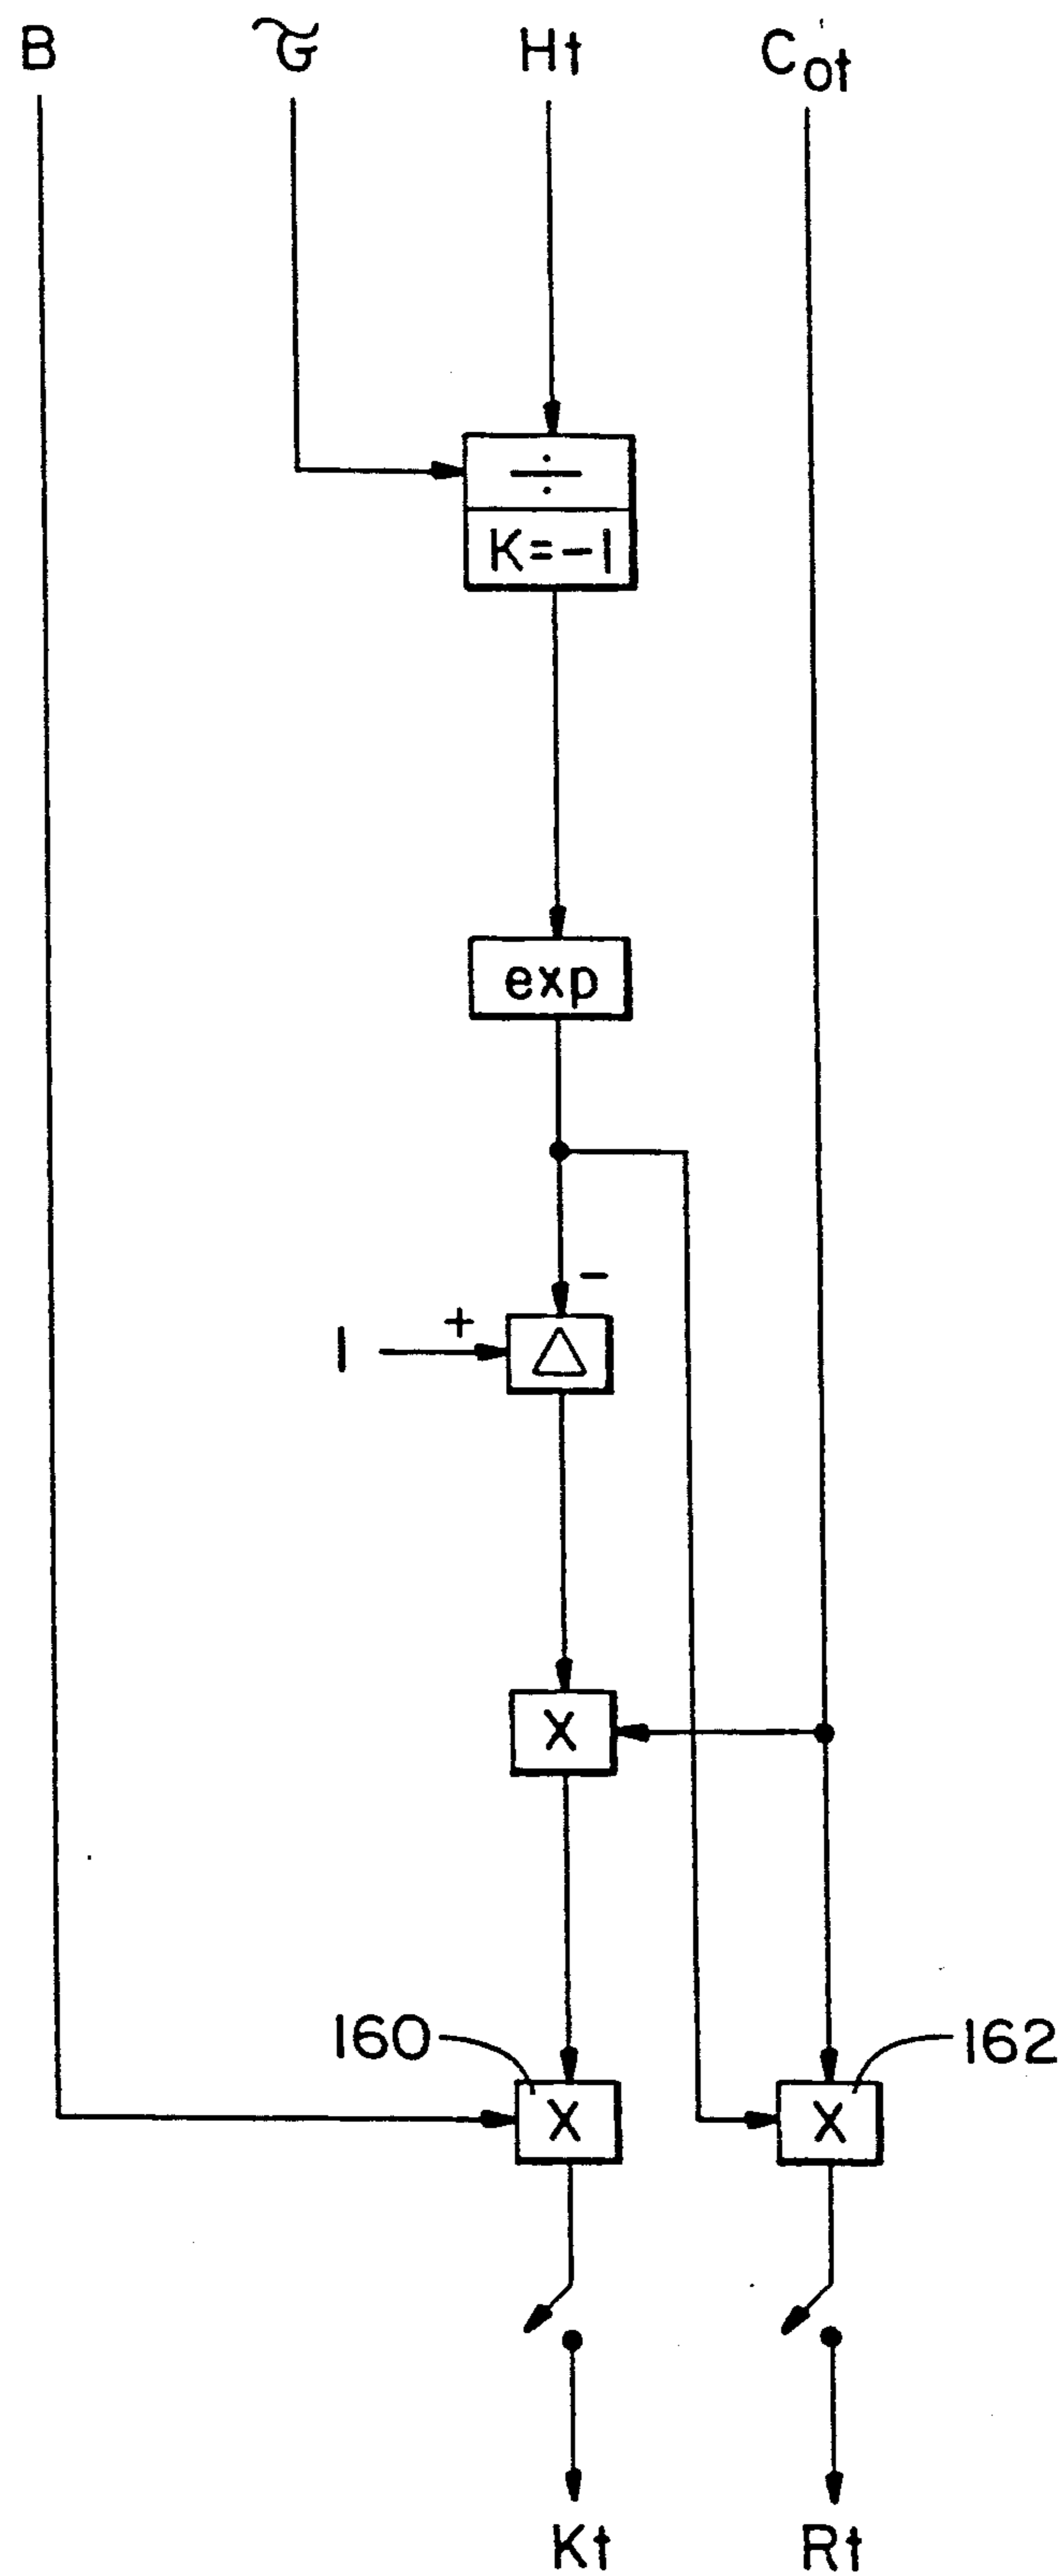 B G̃ Ht Cot
÷
K=-1
exp
-
1 + △
X
160 162
X X
Kt Rt